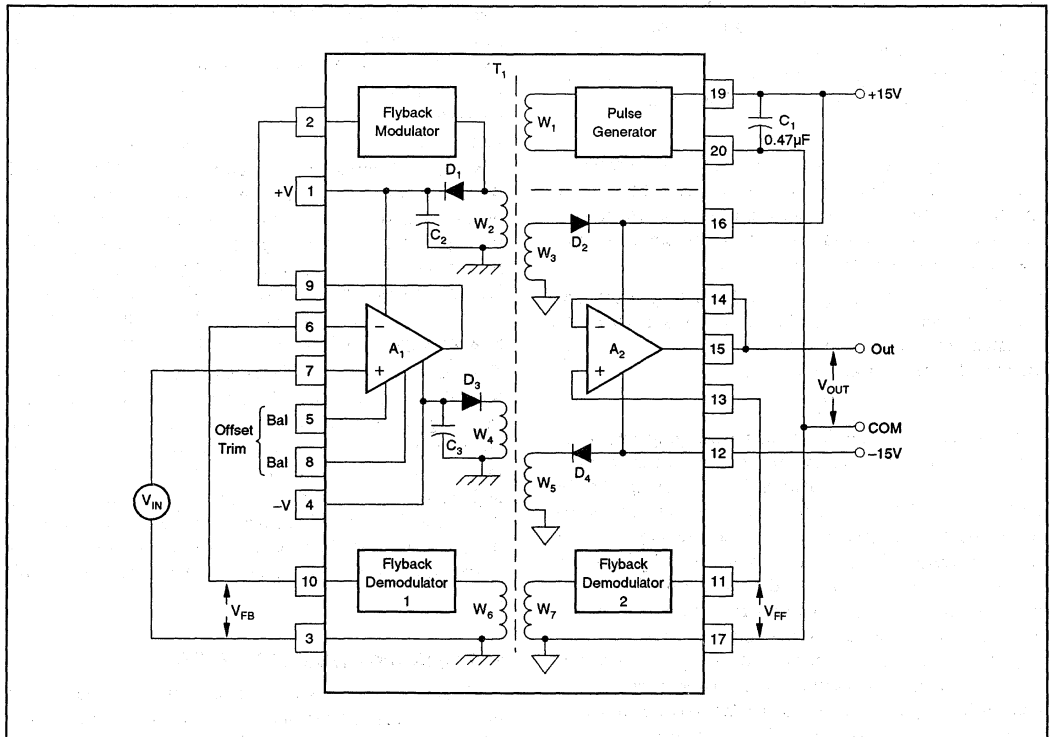 T1
2
Flyback
Modulator
+V
1
D1
C2
W2
W1
Pulse
Generator
19
20
C1
0.47µF
+15V
9
6
7
−
+
A1
Offset
Trim
Bal
5
Bal
8
−V
4
D3
C3
W4
VIN
10
VFB
3
Flyback
Demodulator
1
W6
W3
D2
16
−
+
A2
14
15
13
Out
VOUT
COM
12
−15V
D4
W5
W7
Flyback
Demodulator
2
11
VFF
17